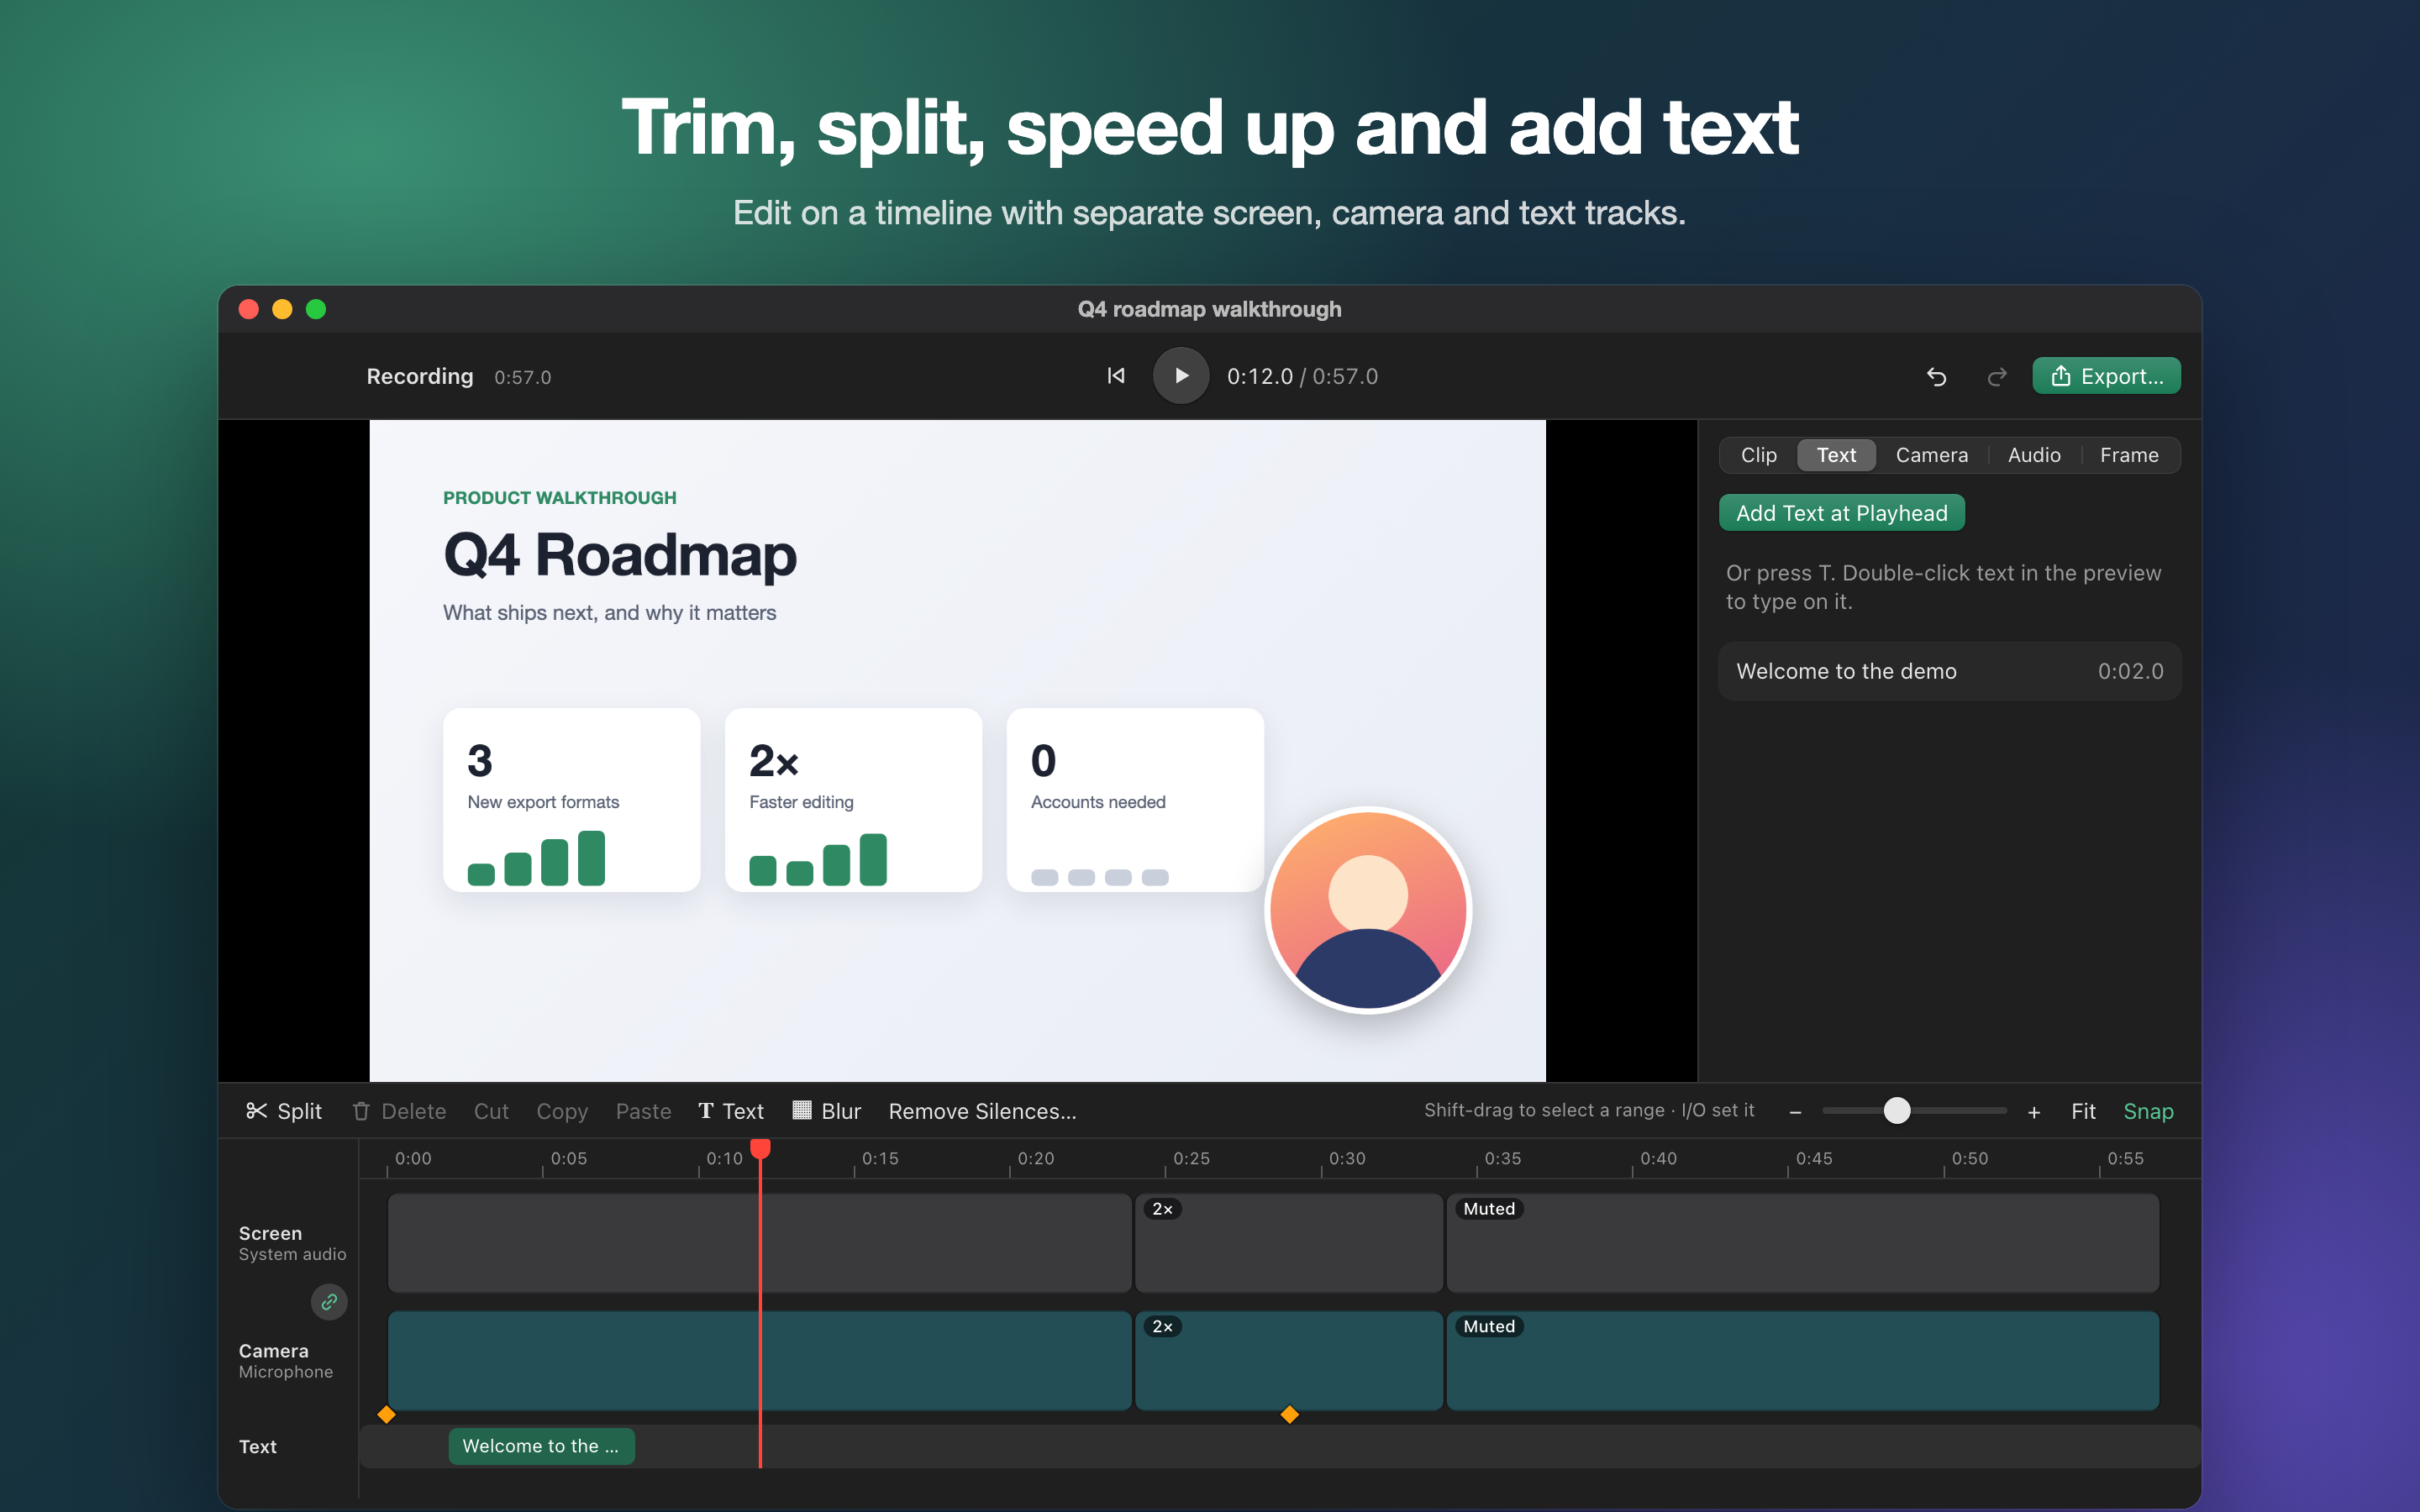 Trim, split, speed up and add text
Edit on a timeline with separate screen, camera and text tracks.
Q4 roadmap walkthrough
Recording 0:57.0
0:12.0 / 0:57.0
Export...
Clip Text Camera Audio Frame
Add Text at Playhead
Or press T. Double-click text in the preview
to type on it.
Welcome to the demo 0:02.0
PRODUCT WALKTHROUGH
Q4 Roadmap
What ships next, and why it matters
3
New export formats
2×
Faster editing
0
Accounts needed
Split Delete Cut Copy Paste T Text Blur Remove Silences...
Shift-drag to select a range · I/O set it − + Fit Snap
0:00 0:05 0:10 0:15 0:20 0:25 0:30 0:35 0:40 0:45 0:50 0:55
Screen
System audio
2× Muted
Camera
Microphone
2× Muted
Text
Welcome to the ...